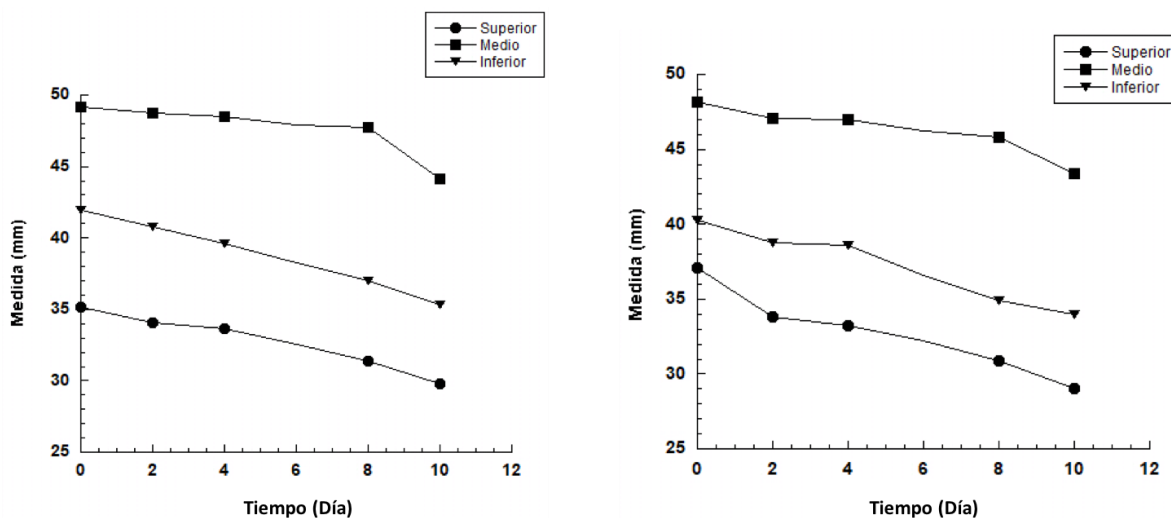 Superior
Medio
Inferior
50
45
40
35
30
25
0 2 4 6 8 10 12
Medida (mm)
Tiempo (Día)
Superior
Medio
Inferior
50
45
40
35
30
25
0 2 4 6 8 10 12
Medida (mm)
Tiempo (Día)